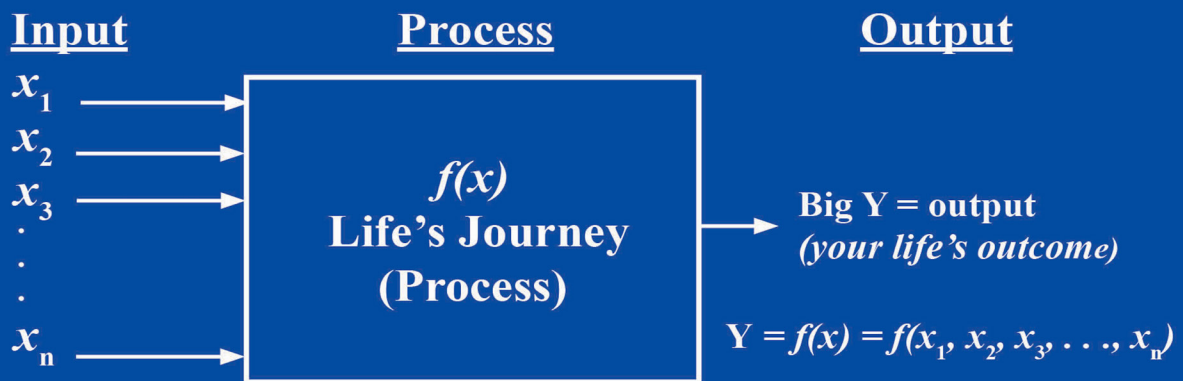 Input
Process
Output
x₁
x₂
x₃
.
.
.
xₙ
f(x)
Life’s Journey
(Process)
Big Y = output
(your life’s outcome)
Y = f(x) = f(x₁, x₂, x₃, . . ., xₙ)